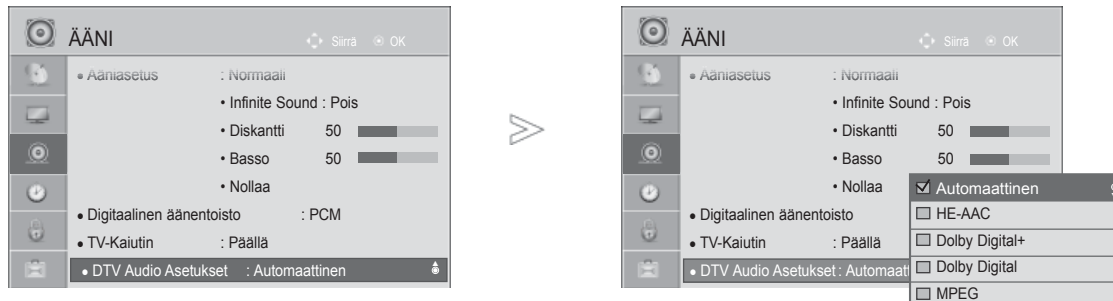 ÄÄNI Siirrä OK
• Ääniasetus : Normaali
• Infinite Sound : Pois
• Diskantti 50
• Basso 50
• Nollaa
• Digitaalinen äänentoisto : PCM
• TV-Kaiutin : Päällä
• DTV Audio Asetukset : Automaattinen
ÄÄNI Siirrä OK
• Ääniasetus : Normaali
• Infinite Sound : Pois
• Diskantti 50
• Basso 50
• Nollaa
• Digitaalinen äänentoisto
• TV-Kaiutin : Päällä
• DTV Audio Asetukset : Automaat
Automaattinen
HE-AAC
Dolby Digital+
Dolby Digital
MPEG